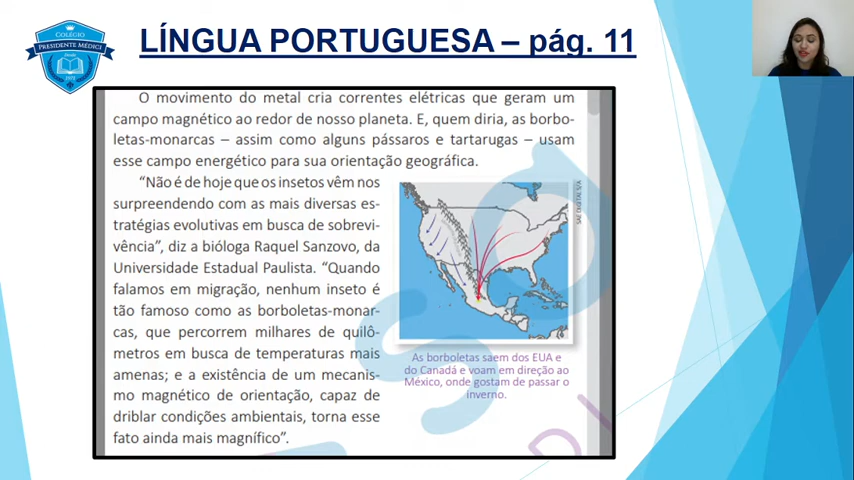 COLÉGIO
PRESIDENTE MÉDICI
LÍNGUA PORTUGUESA – pág. 11
O movimento do metal cria correntes elétricas que geram um
campo magnético ao redor de nosso planeta. E, quem diria, as borbo-
letas-monarcas – assim como alguns pássaros e tartarugas – usam
esse campo energético para sua orientação geográfica.
“Não é de hoje que os insetos vêm nos
surpreendendo com as mais diversas es-
tratégias evolutivas em busca de sobrevi-
vência”, diz a bióloga Raquel Sanzovo, da
Universidade Estadual Paulista. “Quando
falamos em migração, nenhum inseto é
tão famoso como as borboletas-monar-
cas, que percorrem milhares de quilô-
metros em busca de temperaturas mais
amenas; e a existência de um mecanis-
mo magnético de orientação, capaz de
driblar condições ambientais, torna esse
fato ainda mais magnífico”.
SAE DIGITAL S/A
As borboletas saem dos EUA e
do Canadá e voam em direção ao
México, onde gostam de passar o
inverno.